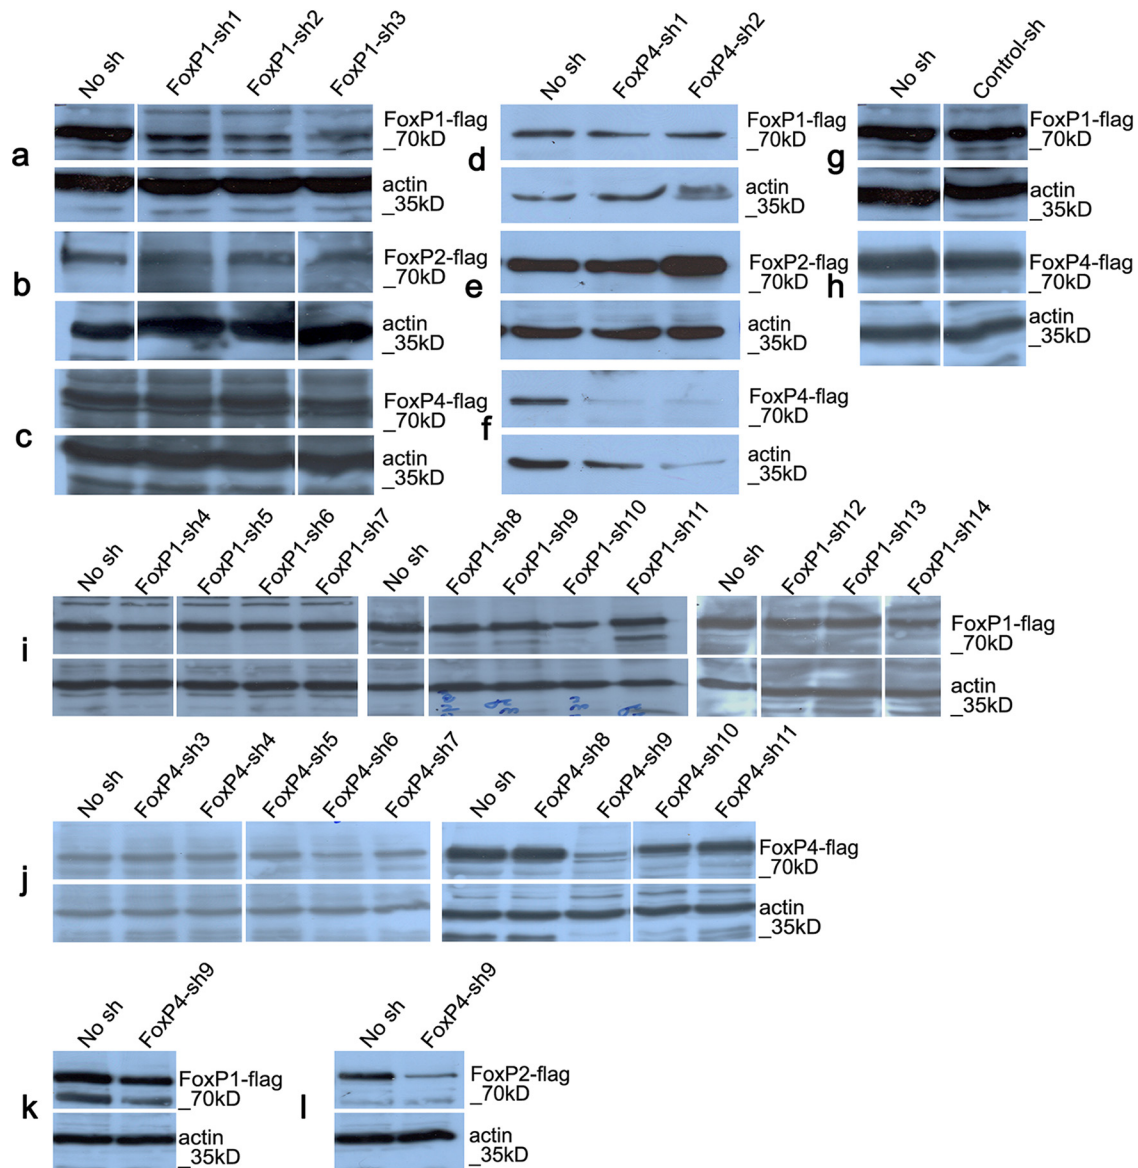 No sh
FoxP1-sh1
FoxP1-sh2
FoxP1-sh3
a
FoxP1-flag
_70kD
actin
_35kD
b
FoxP2-flag
_70kD
actin
_35kD
c
FoxP4-flag
_70kD
actin
_35kD
No sh
FoxP4-sh1
FoxP4-sh2
d
FoxP1-flag
_70kD
actin
_35kD
e
FoxP2-flag
_70kD
actin
_35kD
f
FoxP4-flag
_70kD
actin
_35kD
No sh
Control-sh
g
FoxP1-flag
_70kD
actin
_35kD
h
FoxP4-flag
_70kD
actin
_35kD
No sh
FoxP1-sh4
FoxP1-sh5
FoxP1-sh6
FoxP1-sh7
No sh
FoxP1-sh8
FoxP1-sh9
FoxP1-sh10
FoxP1-sh11
No sh
FoxP1-sh12
FoxP1-sh13
FoxP1-sh14
i
FoxP1-flag
_70kD
actin
_35kD
No sh
FoxP4-sh3
FoxP4-sh4
FoxP4-sh5
FoxP4-sh6
FoxP4-sh7
No sh
FoxP4-sh8
FoxP4-sh9
FoxP4-sh10
FoxP4-sh11
j
FoxP4-flag
_70kD
actin
_35kD
No sh
FoxP4-sh9
k
FoxP1-flag
_70kD
actin
_35kD
No sh
FoxP4-sh9
l
FoxP2-flag
_70kD
actin
_35kD